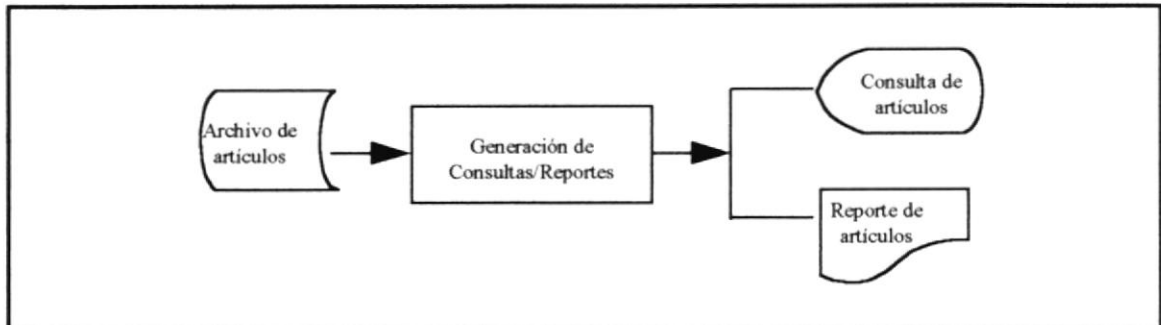 Archivo de
artículos
Generación de
Consultas/Reportes
Consulta de
artículos
Reporte de
artículos